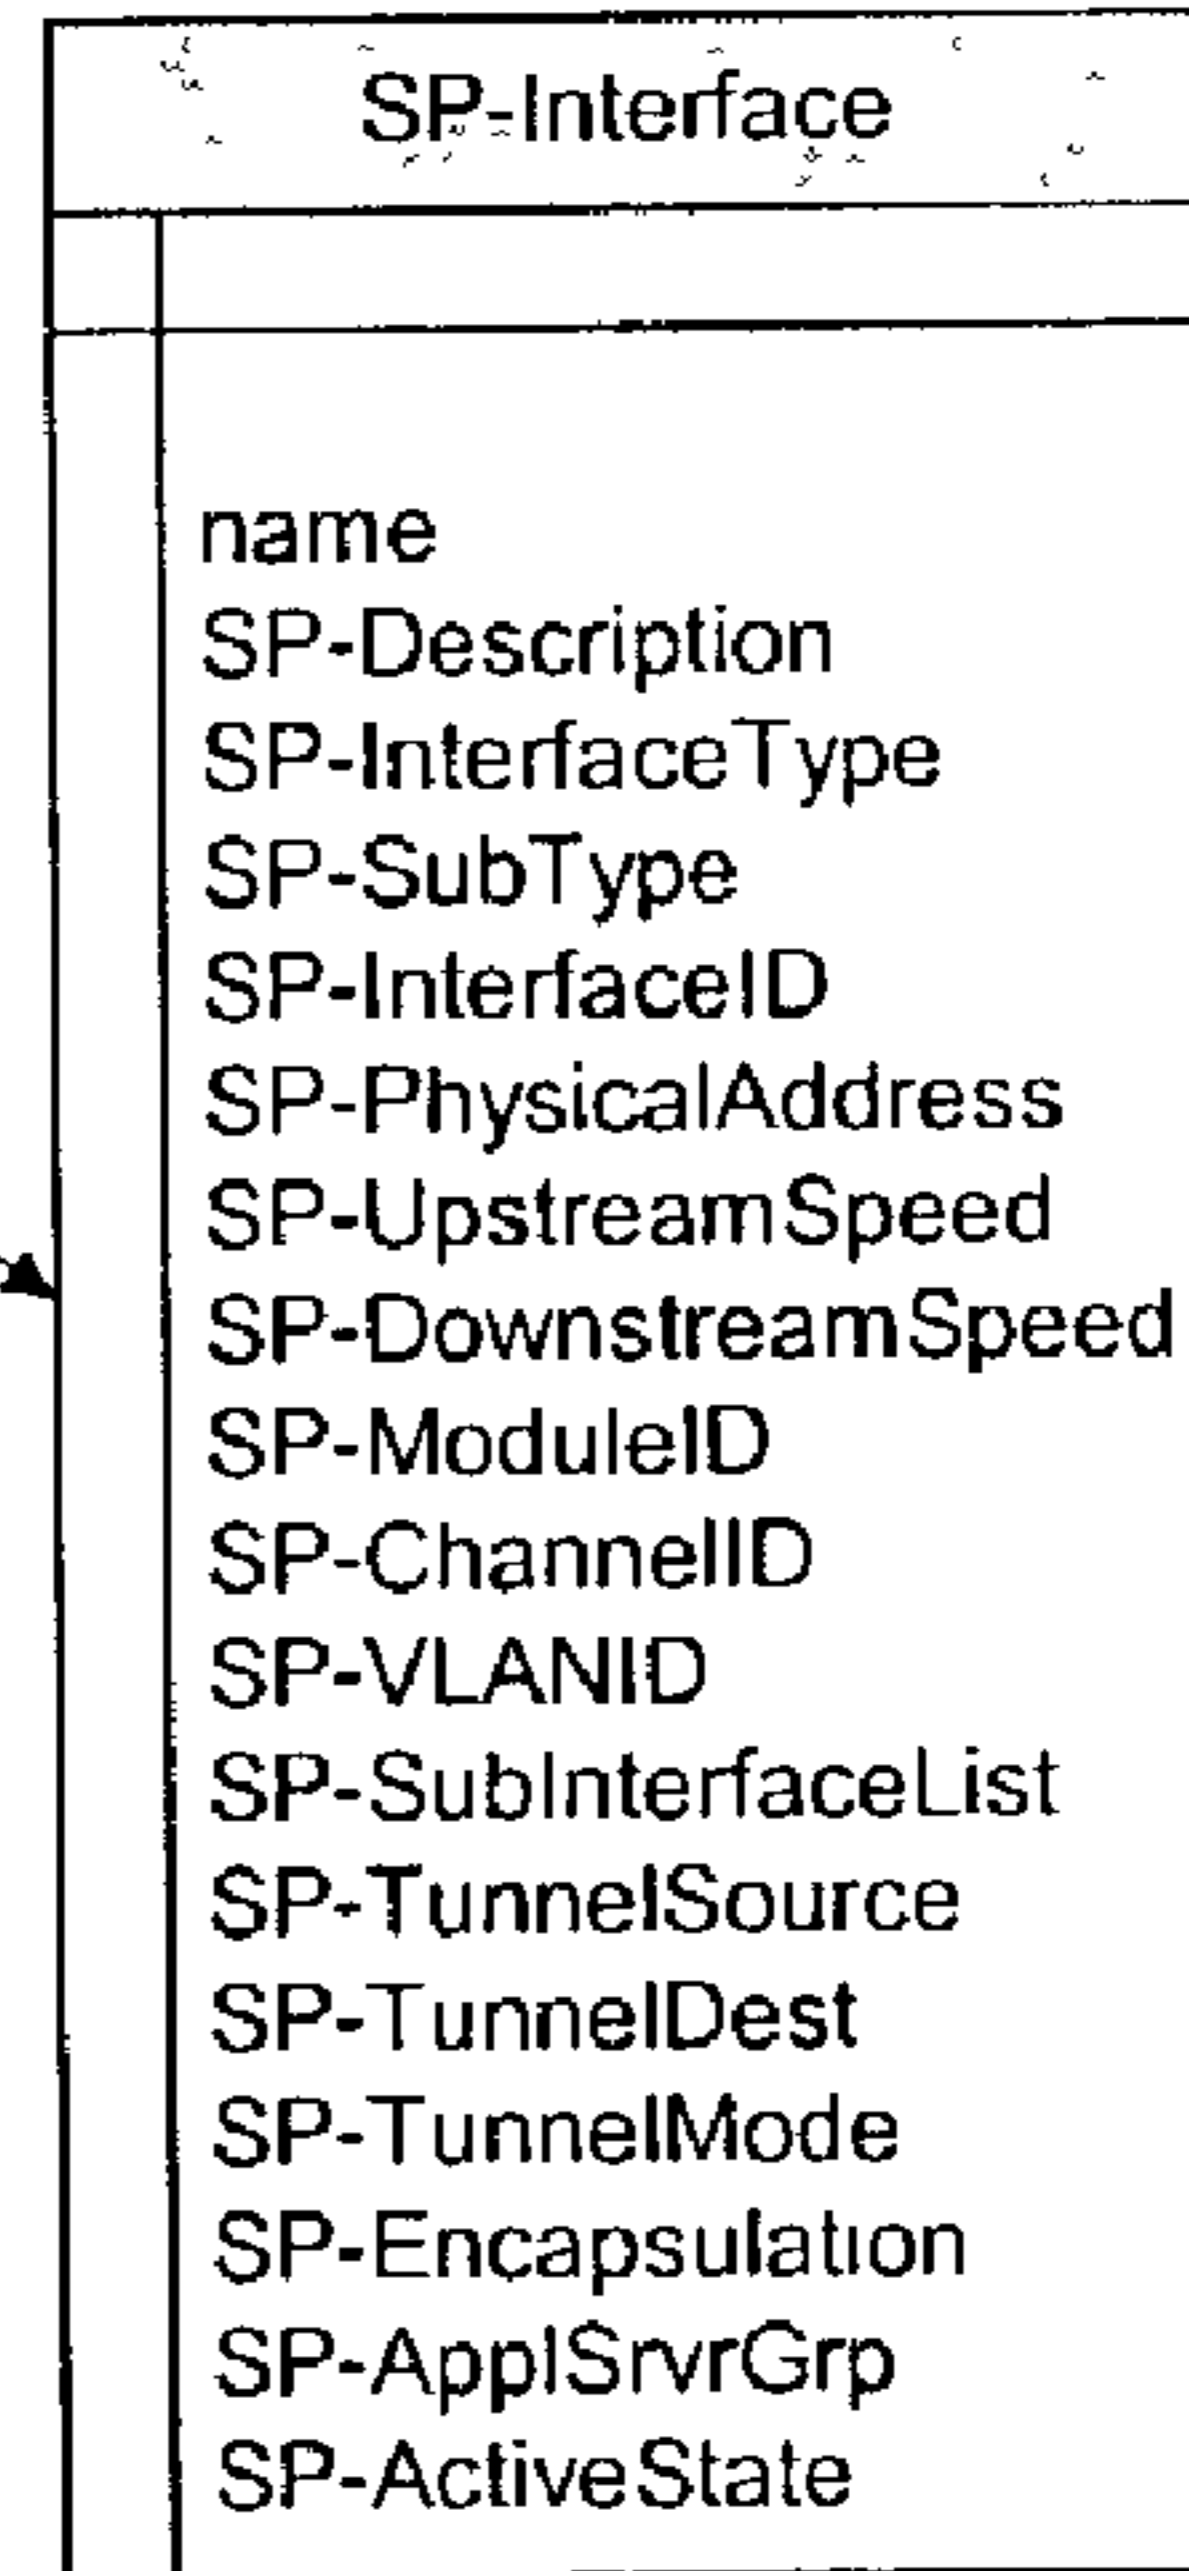 SP-Interface
name
SP-Description
SP-InterfaceType
SP-SubType
SP-InterfaceID
SP-PhysicalAddress
SP-UpstreamSpeed
SP-DownstreamSpeed
SP-ModuleID
SP-ChannelID
SP-VLANID
SP-SubInterfaceList
SP-TunnelSource
SP-TunnelDest
SP-TunnelMode
SP-Encapsulation
SP-ApplSrvrGrp
SP-ActiveState